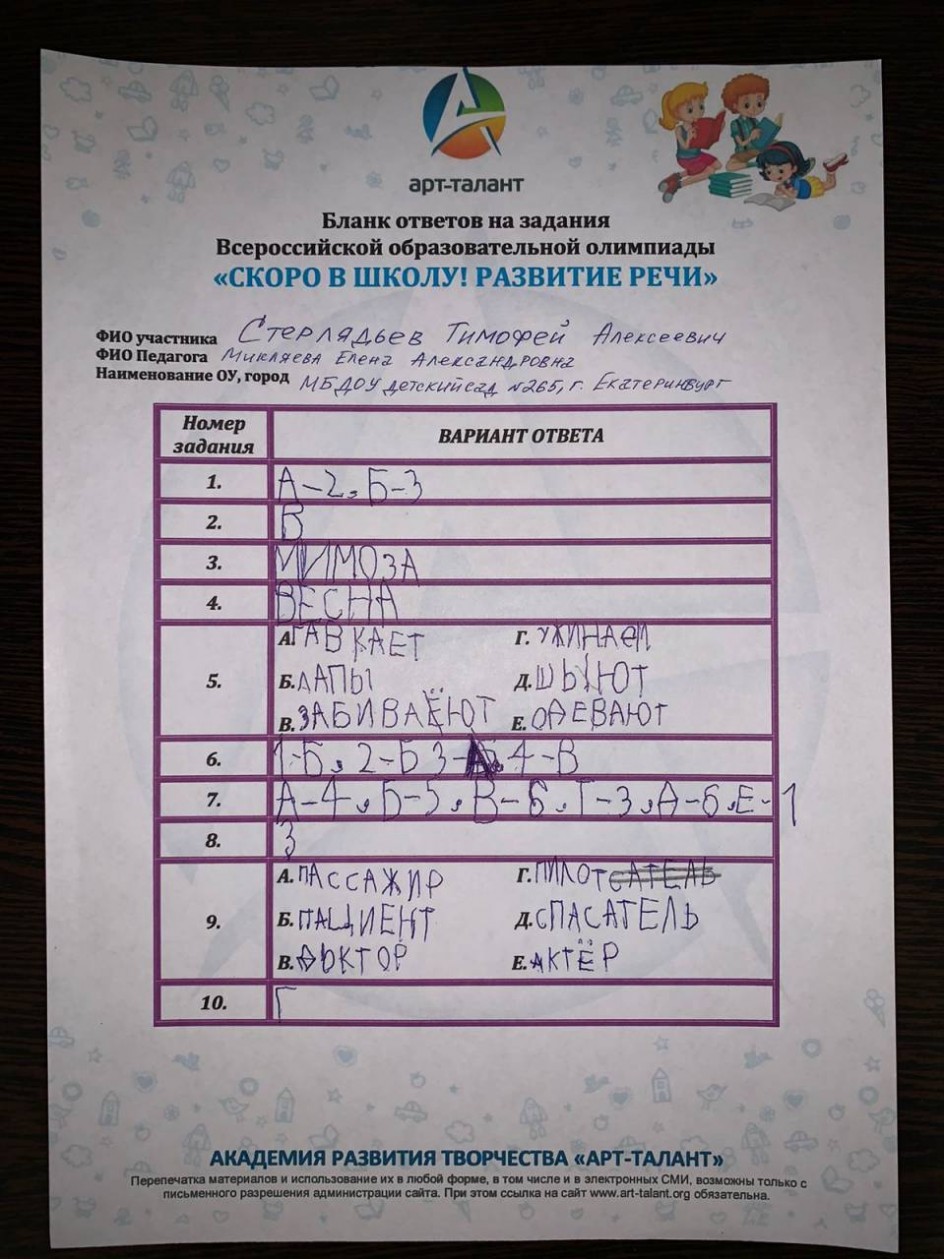 арт-талант
Бланк ответов на задания
Всероссийской образовательной олимпиады
«СКОРО В ШКОЛУ! РАЗВИТИЕ РЕЧИ»
ФИО участника Стерлядьев Тимофей Алексеевич
ФИО Педагога Микляева Елена Александровна
Наименование ОУ, город МБДОУ детский сад №265, г. Екатеринбург
Номер задания ВАРИАНТ ОТВЕТА
1. А-2, Б-3
2. В
3. МИМОЗА
4. ВЕСНА
А. ГАВКАЕТ Г. УЖИНАЕМ
5. Б. ЛАПЫ Д. ШЫЮТ
В. ЗАБИВАЁЮТ Е. ОДЕВАЮТ
6. 1-Б, 2-Б 3-А, 4-В
7. А-4, Б-5, В-6, Г-3, Д-6, Е-1
8. 3
А. ПАССАЖИР Г. ПИЛОТ
9. Б. ПАЦИЕНТ Д. СПАСАТЕЛЬ
В. ДОКТОР Е. АКТЁР
10. Г
АКАДЕМИЯ РАЗВИТИЯ ТВОРЧЕСТВА «АРТ-ТАЛАНТ»
Перепечатка материалов и использование их в любой форме, в том числе и в электронных СМИ, возможны только с
письменного разрешения администрации сайта. При этом ссылка на сайт www.art-talant.org обязательна.